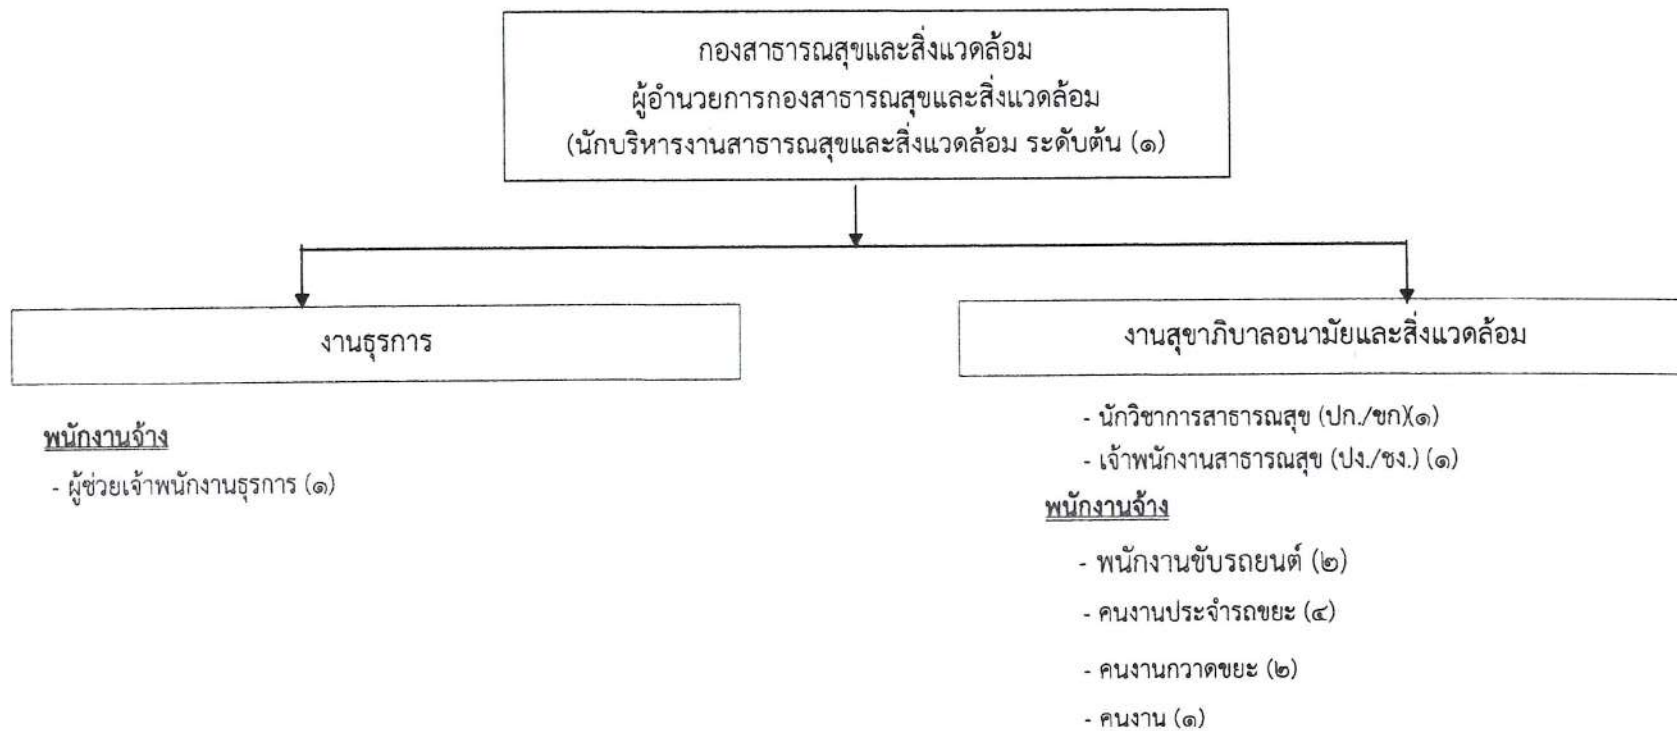 กองสาธารณสุขและสิ่งแวดล้อม
ผู้อำนวยการกองสาธารณสุขและสิ่งแวดล้อม
(นักบริหารงานสาธารณสุขและสิ่งแวดล้อม ระดับต้น (๑)
งานธุรการ
พนักงานจ้าง
- ผู้ช่วยเจ้าพนักงานธุรการ (๑)
งานสุขาภิบาลอนามัยและสิ่งแวดล้อม
- นักวิชาการสาธารณสุข (ปก./ชก)(๑)
- เจ้าพนักงานสาธารณสุข (ปง./ชง.) (๑)
พนักงานจ้าง
- พนักงานขับรถยนต์ (๒)
- คนงานประจำรถขยะ (๔)
- คนงานกวาดขยะ (๒)
- คนงาน (๑)